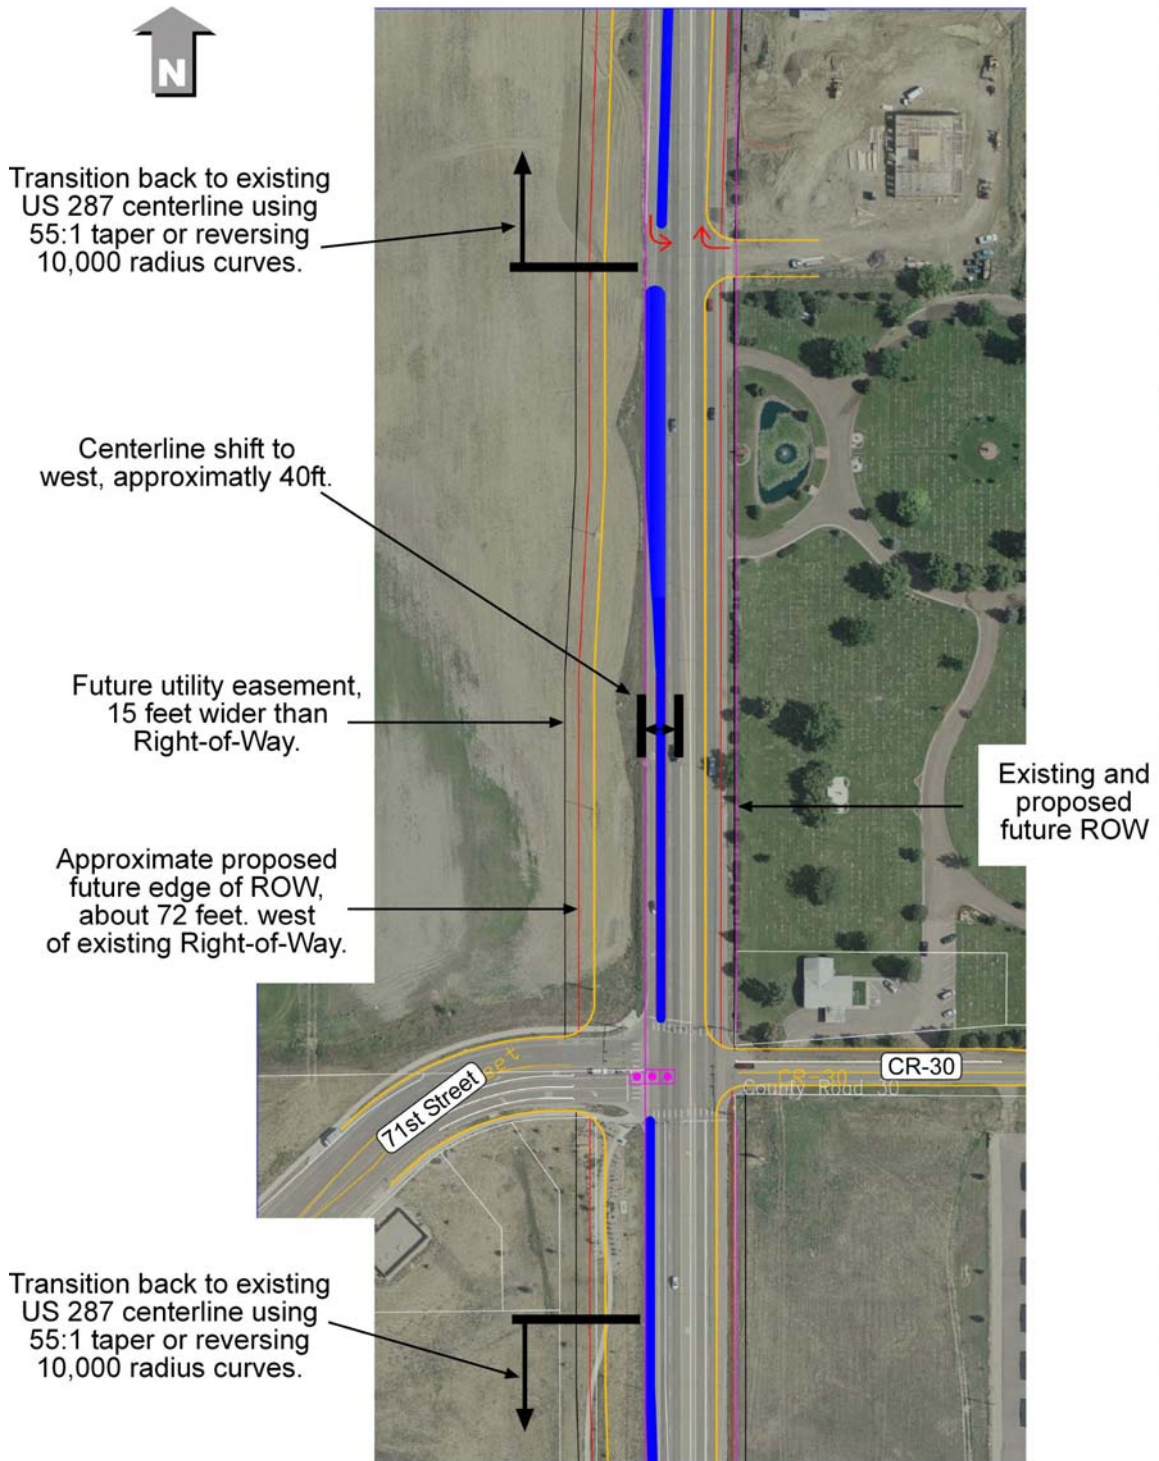 N
Transition back to existing
US 287 centerline using
55:1 taper or reversing
10,000 radius curves.
Centerline shift to
west, approximatly 40ft.
Future utility easement,
15 feet wider than
Right-of-Way.
Existing and
proposed
future ROW
Approximate proposed
future edge of ROW,
about 72 feet. west
of existing Right-of-Way.
CR-30
CR-30
County Road 30
71st Street
Transition back to existing
US 287 centerline using
55:1 taper or reversing
10,000 radius curves.